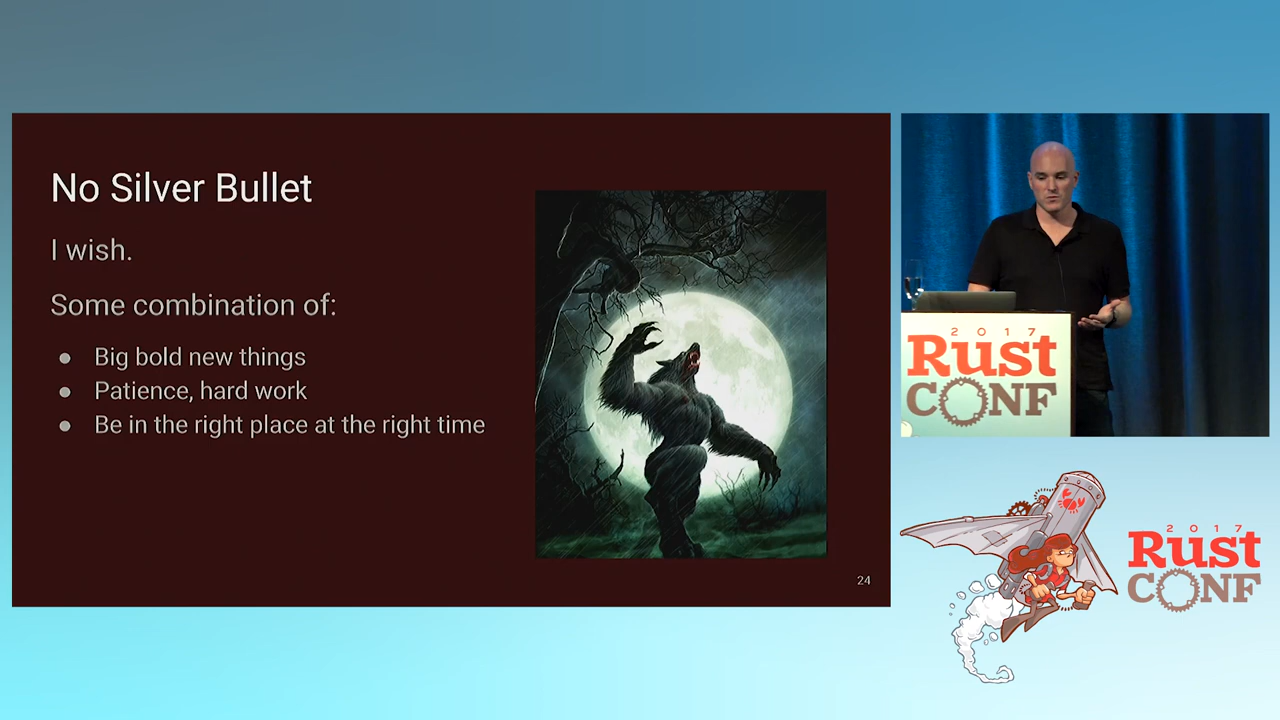 No Silver Bullet
I wish.
Some combination of:
● Big bold new things
● Patience, hard work
● Be in the right place at the right time
24
2017
Rust
CONF
2017
Rust
CONF